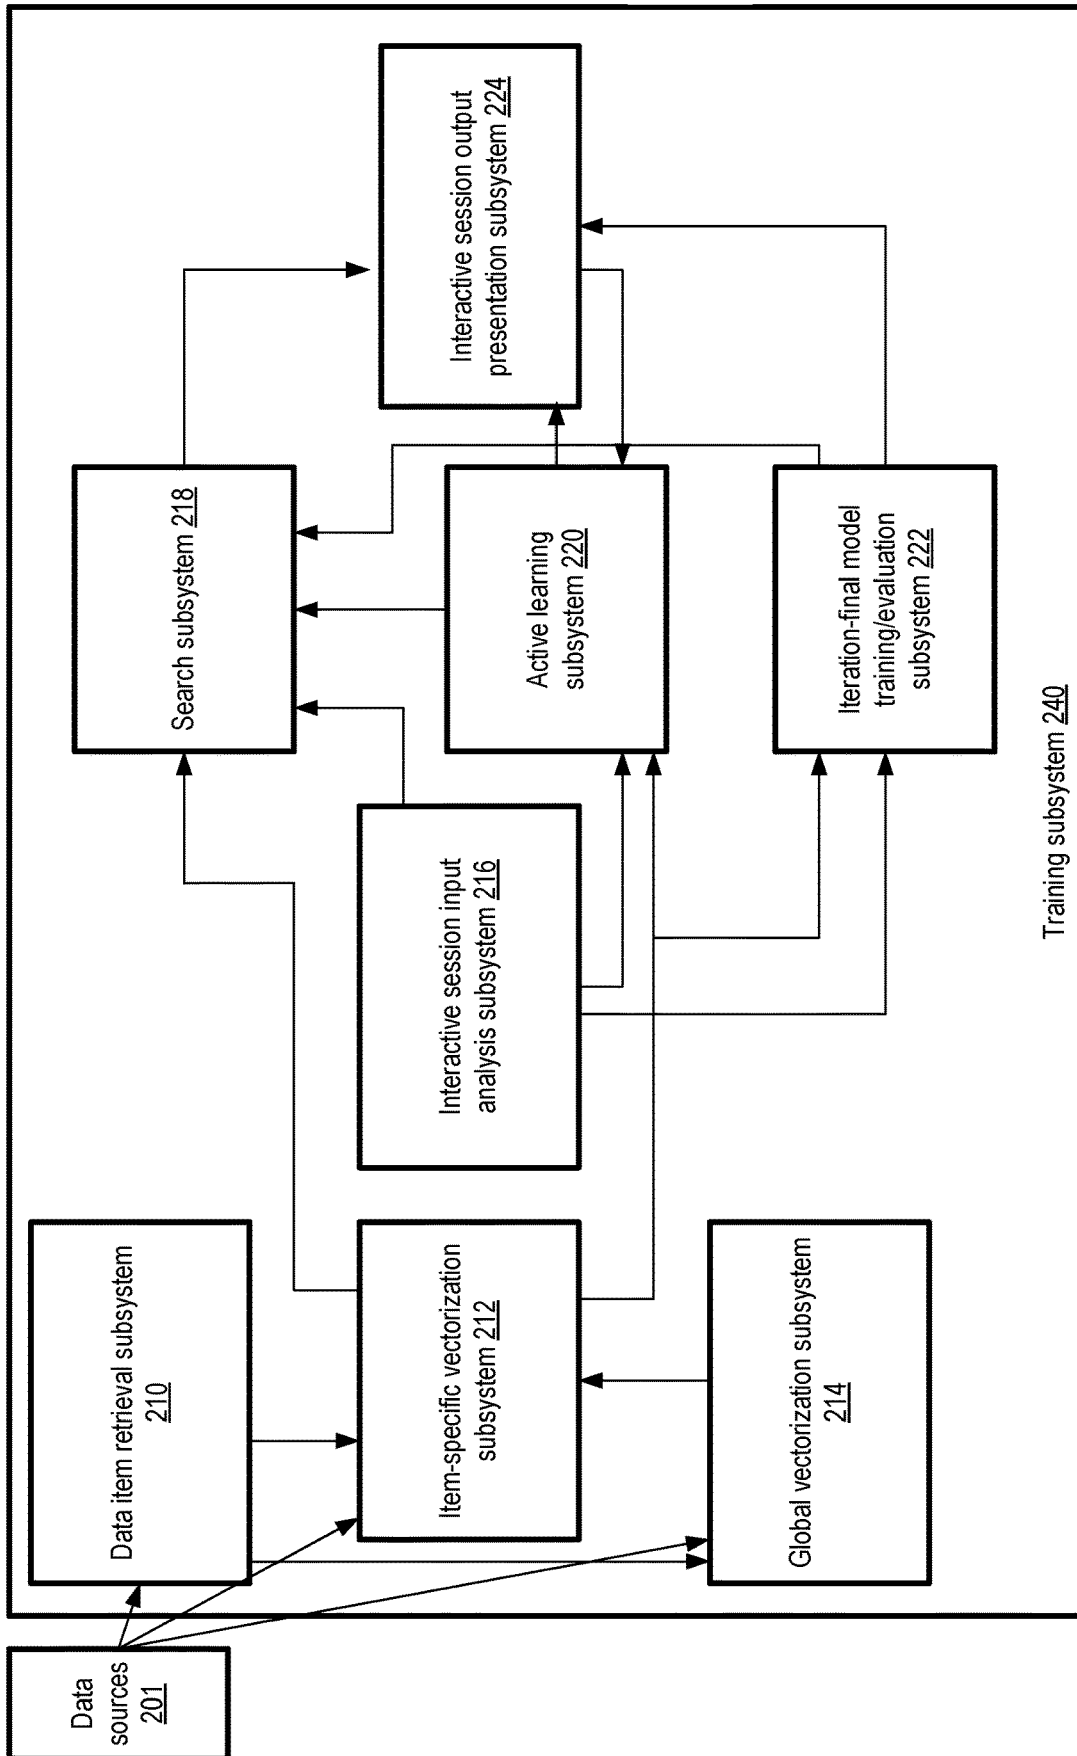 Data
sources
201
Data item retrieval subsystem
210
Item-specific vectorization
subsystem 212
Global vectorization subsystem
214
Interactive session input
analysis subsystem 216
Search subsystem 218
Active learning
subsystem 220
Iteration-final model
training/evaluation
subsystem 222
Interactive session output
presentation subsystem 224
Training subsystem 240